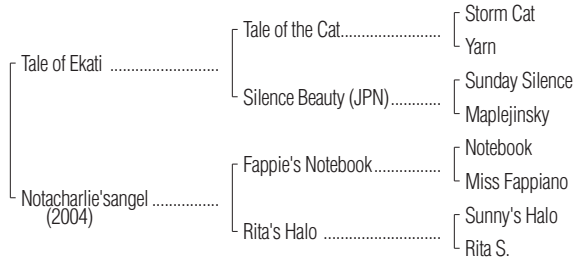 Storm Cat
Tale of the Cat........................
Yarn
Tale of Ekati ...........................
Sunday Silence
Silence Beauty (JPN).............
Maplejinsky
Notebook
Fappie's Notebook.................
Miss Fappiano
Notacharlie'sangel .................
(2004)
Sunny's Halo
Rita's Halo .............................
Rita S.